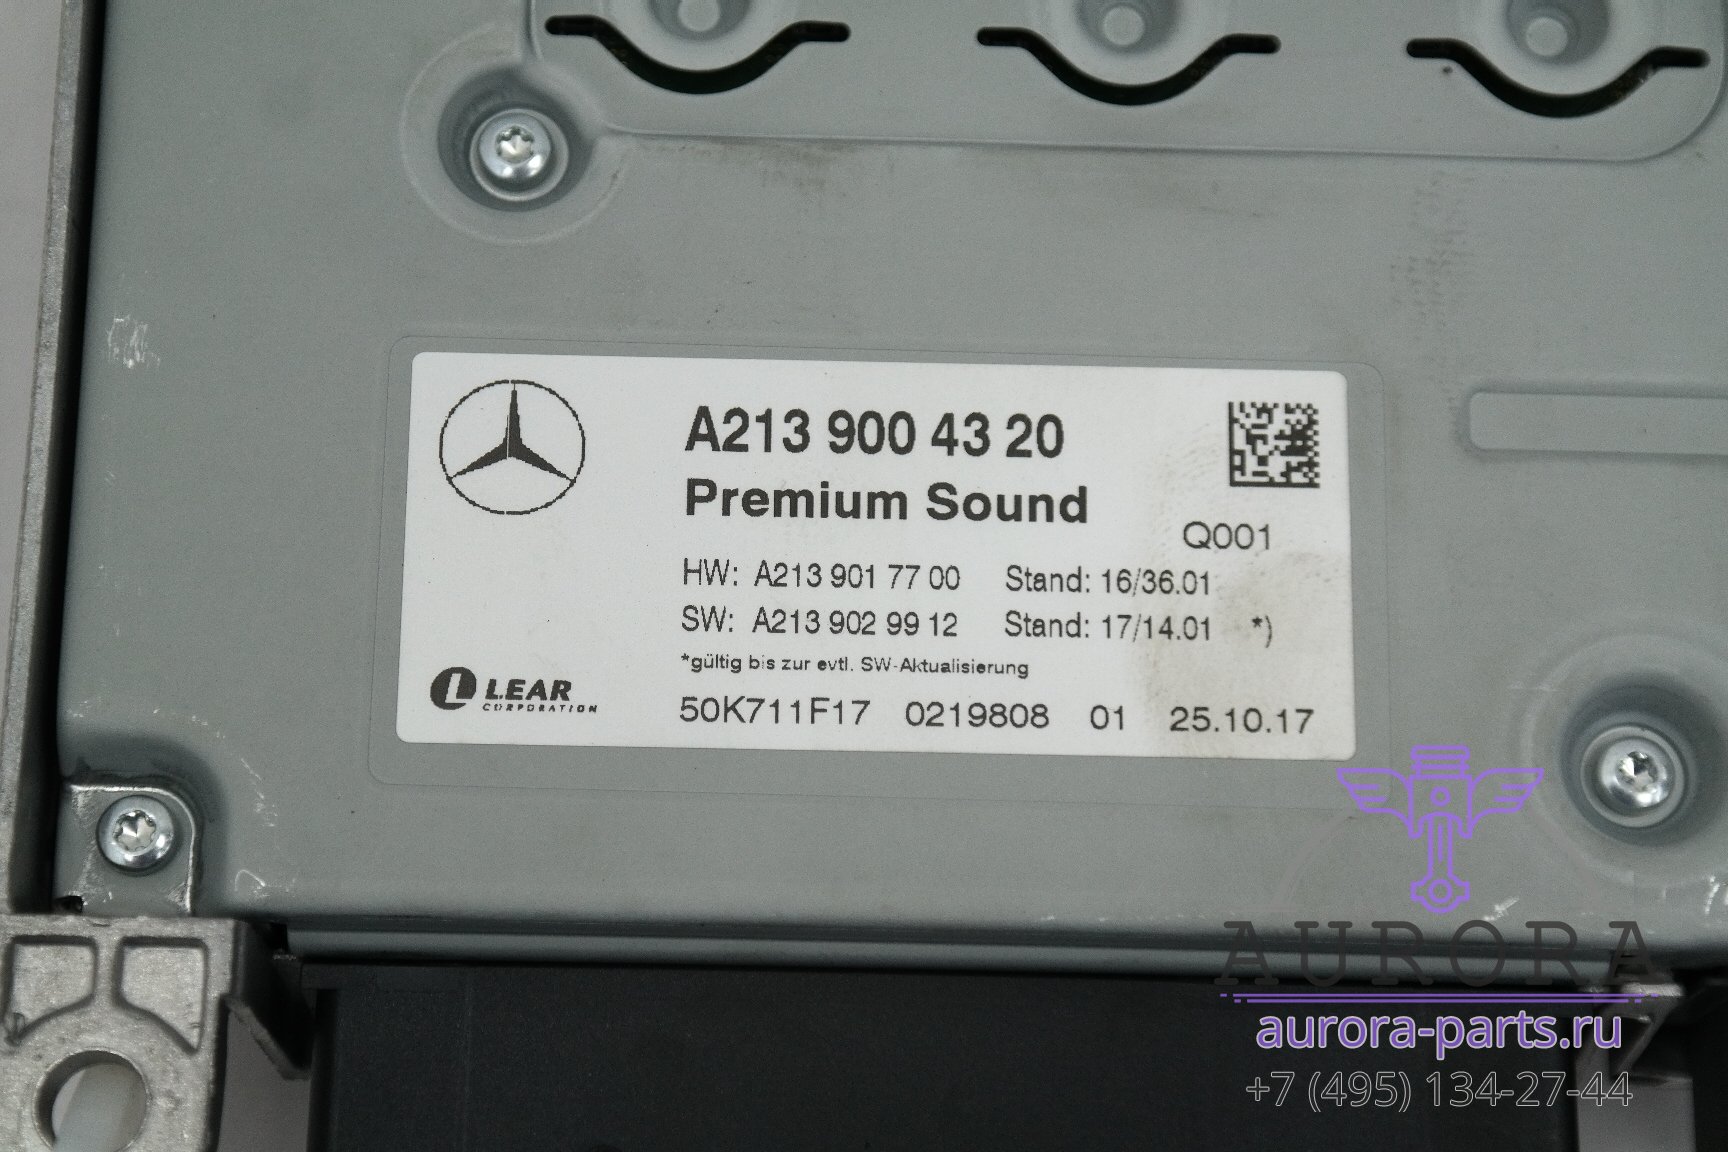 A213 900 43 20
Premium Sound
Q001
HW: A213 901 77 00 Stand: 16/36.01
SW: A213 902 99 12 Stand: 17/14.01 *)
*gültig bis zur evtl. SW-Aktualisierung
LEAR
CORPORATION
50K711F17 0219808 01 25.10.17
AURORA
aurora-parts.ru
+7 (495) 134-27-44